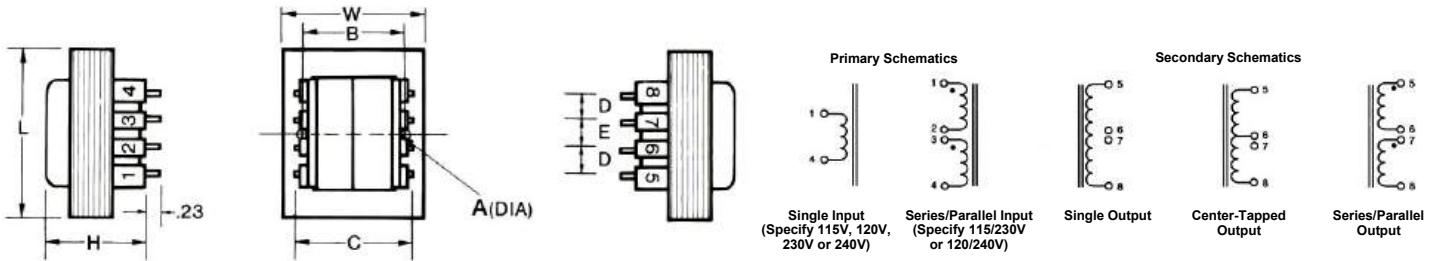 L
4
3
2
1
.23
H
W
B
A(DIA)
C
8
7
6
5
D
E
D
Primary Schematics
1
4
Single Input
(Specify 115V, 120V,
230V or 240V)
1
2
3
4
Series/Parallel Input
(Specify 115/230V
or 120/240V)
Secondary Schematics
5
6
7
8
Single Output
5
6
7
8
Center-Tapped
Output
5
6
7
8
Series/Parallel
Output